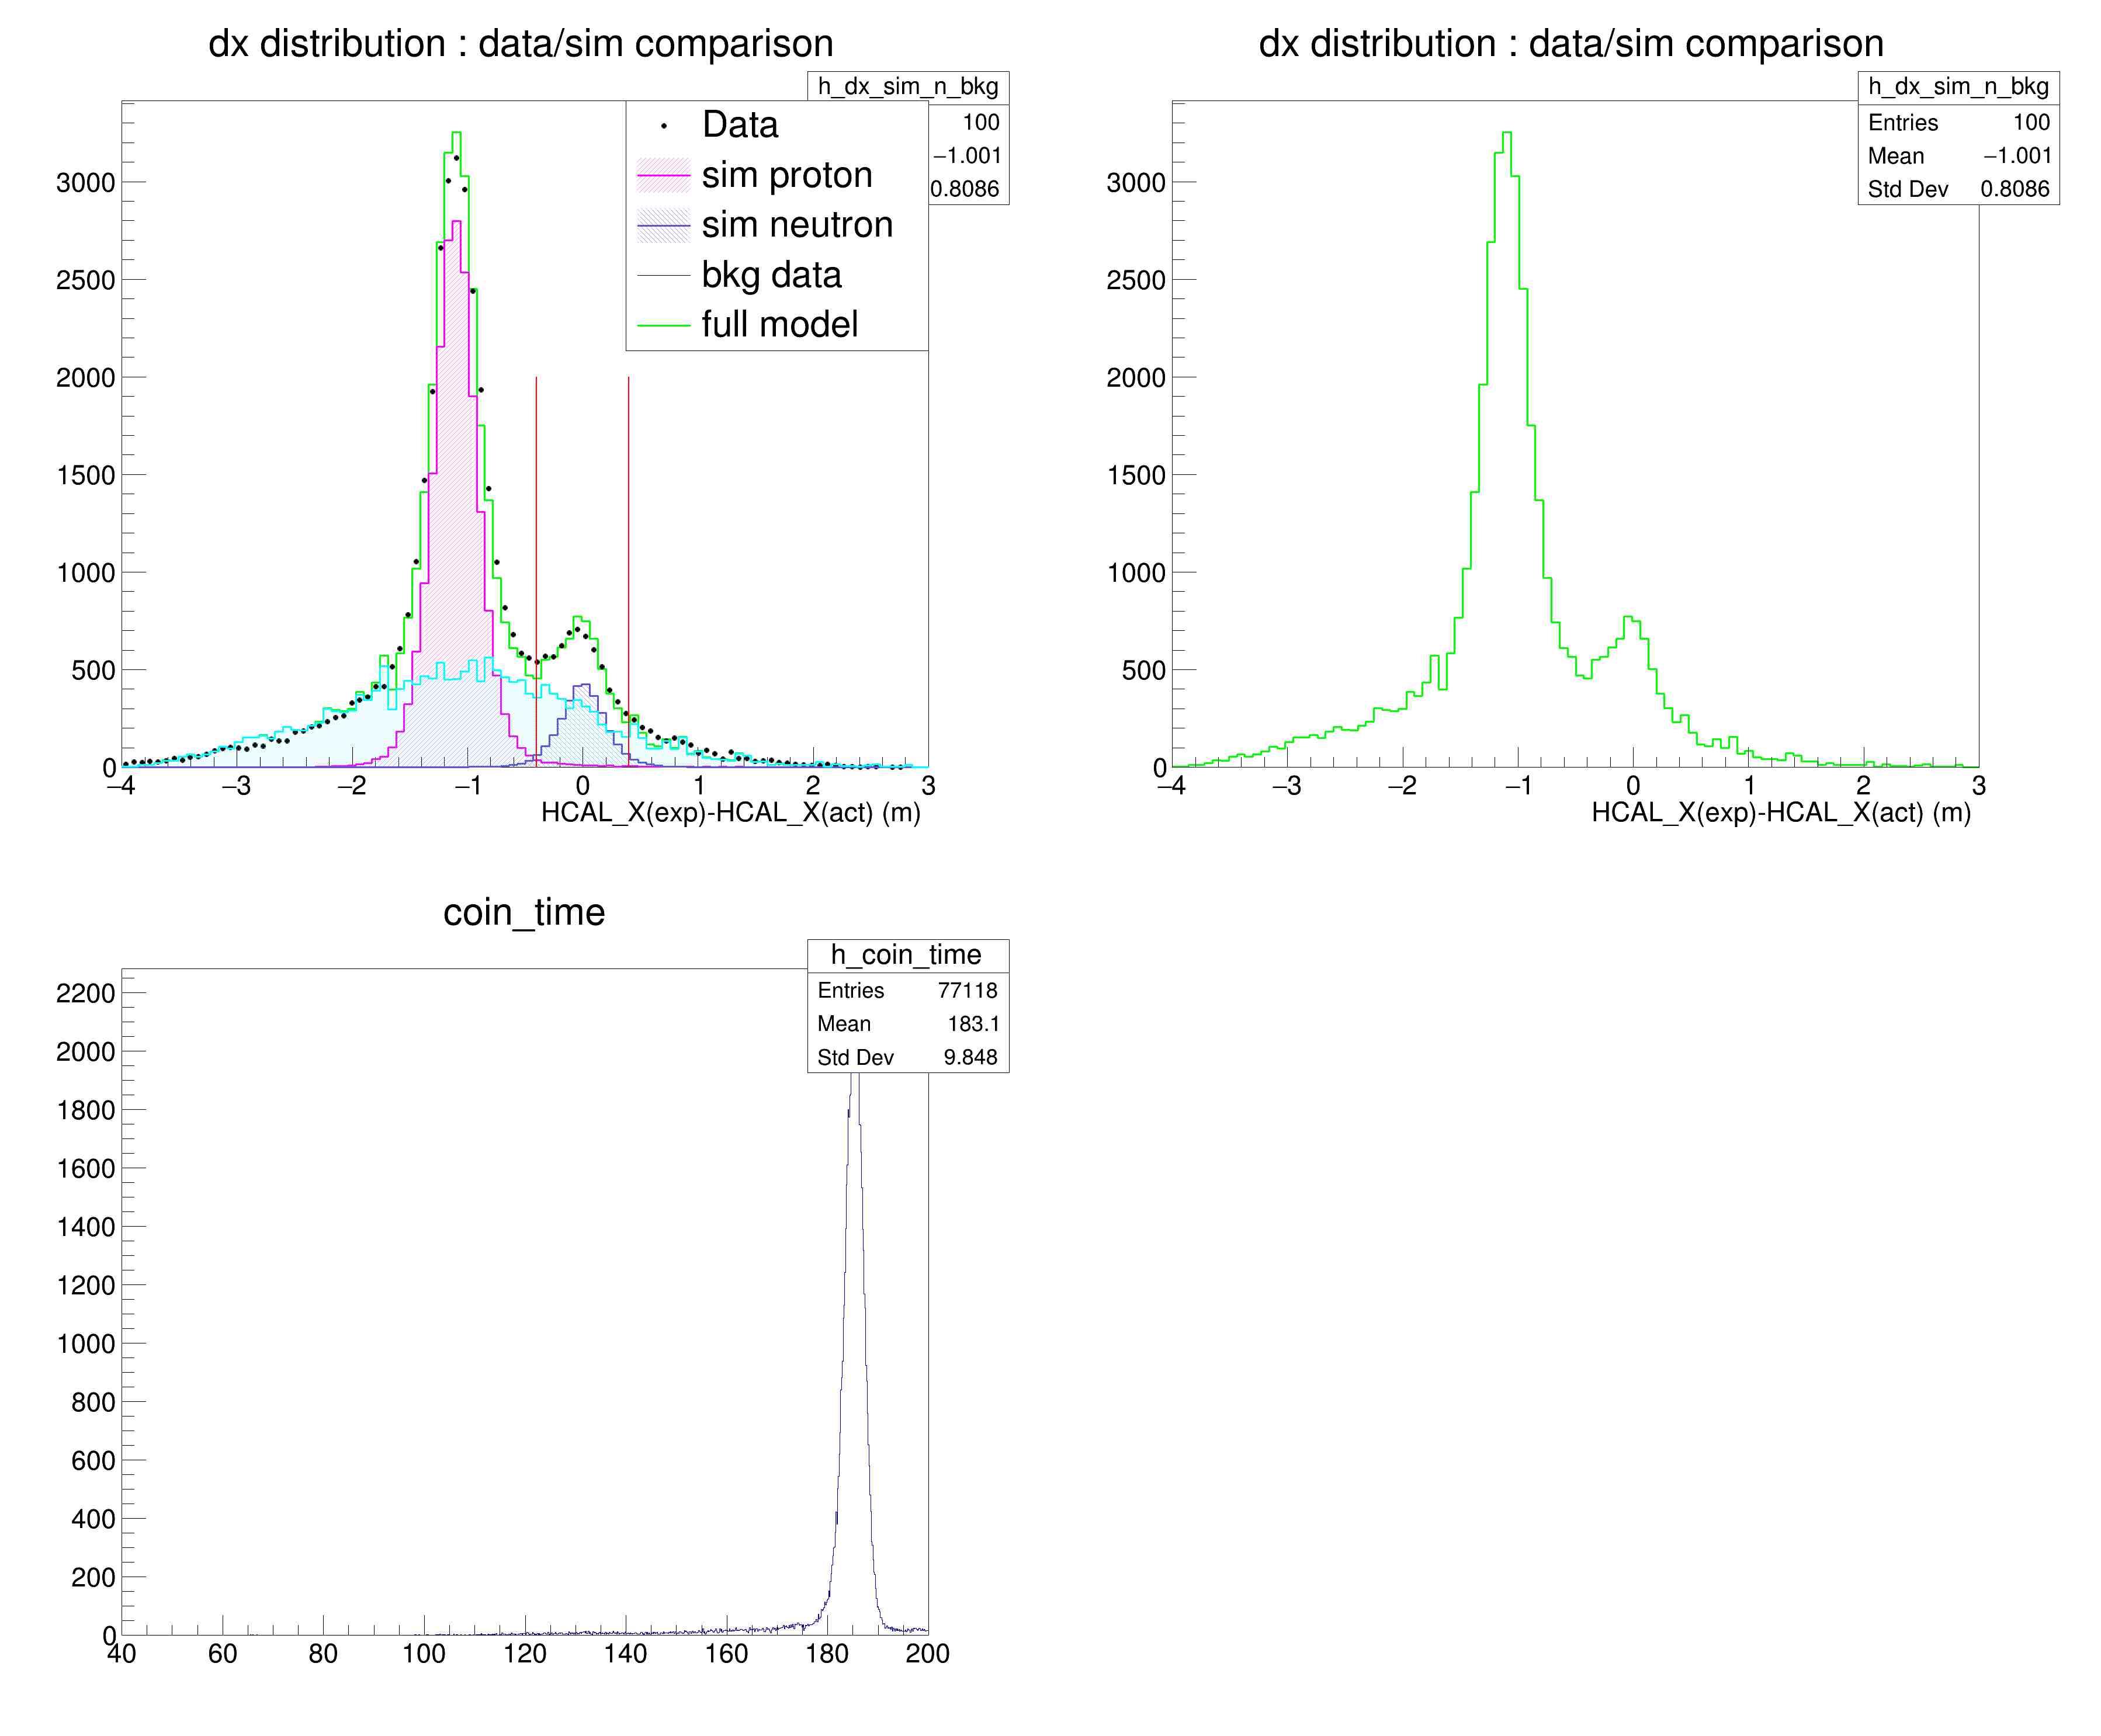 dx distribution : data/sim comparison
h_dx_sim_n_bkg
100
−1.001
0.8086
Data
sim proton
sim neutron
bkg data
full model
3000
2500
2000
1500
1000
500
0
−4 −3 −2 −1 0 1 2 3
HCAL_X(exp)-HCAL_X(act) (m)
dx distribution : data/sim comparison
h_dx_sim_n_bkg
Entries 100
Mean −1.001
Std Dev 0.8086
3000
2500
2000
1500
1000
500
0
−4 −3 −2 −1 0 1 2 3
HCAL_X(exp)-HCAL_X(act) (m)
coin_time
h_coin_time
Entries 77118
Mean 183.1
Std Dev 9.848
2200
2000
1800
1600
1400
1200
1000
800
600
400
200
0
40 60 80 100 120 140 160 180 200